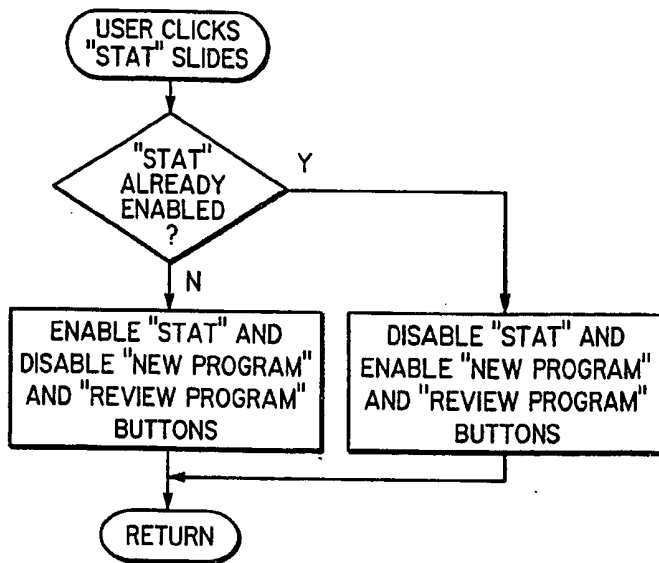 USER CLICKS
"STAT" SLIDES
"STAT"
ALREADY
ENABLED
?
Y
N
ENABLE "STAT" AND
DISABLE "NEW PROGRAM"
AND "REVIEW PROGRAM"
BUTTONS
DISABLE "STAT" AND
ENABLE "NEW PROGRAM"
AND "REVIEW PROGRAM"
BUTTONS
RETURN